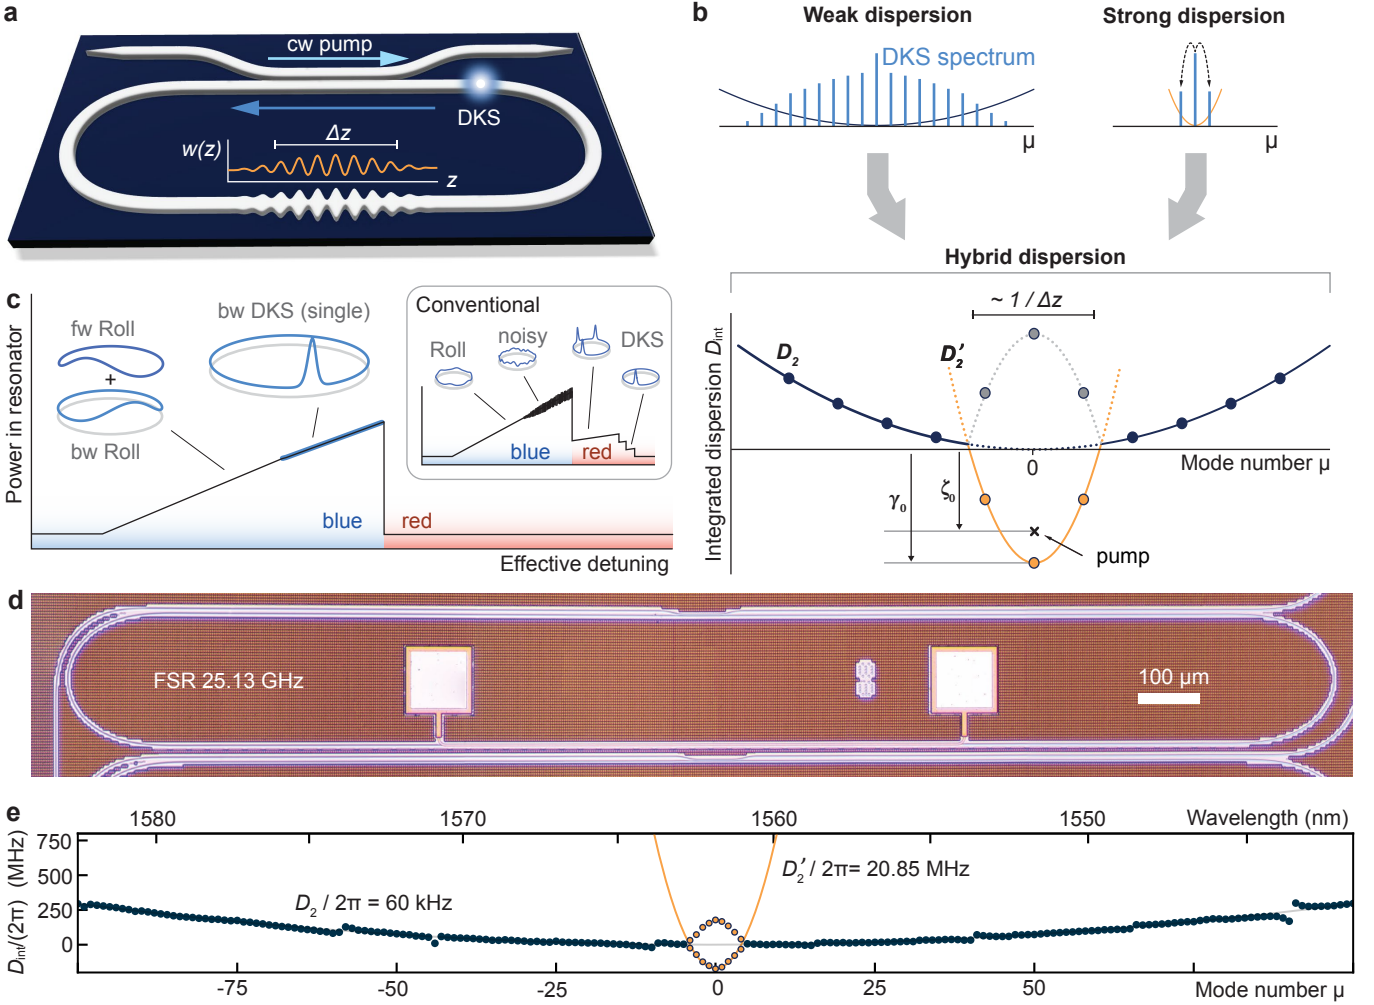 a
cw pump
DKS
Δz
w(z)
z
b
Weak dispersion
Strong dispersion
DKS spectrum
μ
μ
Hybrid dispersion
~ 1 / Δz
D₂
D₂′
Integrated dispersion D_int
0
Mode number μ
γ₀
ζ₀
pump
c
Power in resonator
fw Roll
+
bw Roll
bw DKS (single)
Conventional
Roll
noisy
DKS
blue
red
blue
red
Effective detuning
d
FSR 25.13 GHz
100 μm
e
1580
1570
1560
1550
Wavelength (nm)
D_int/(2π) (MHz)
750
500
250
0
D₂ / 2π = 60 kHz
D₂′ / 2π= 20.85 MHz
-75
-50
-25
0
25
50
Mode number μ